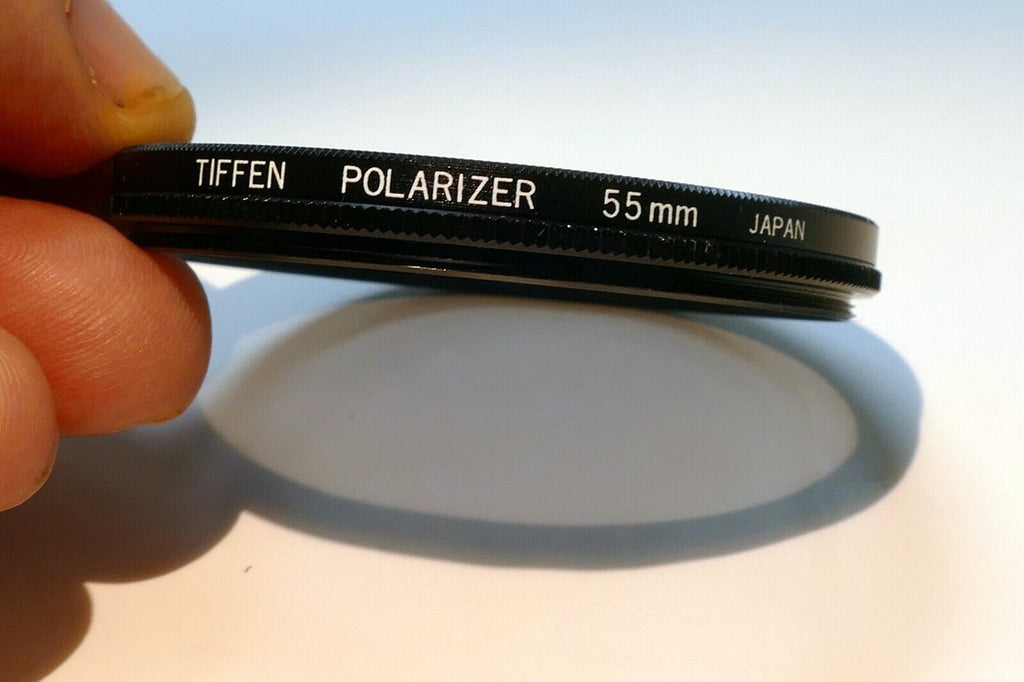 TIFFEN POLARIZER 55mm JAPAN